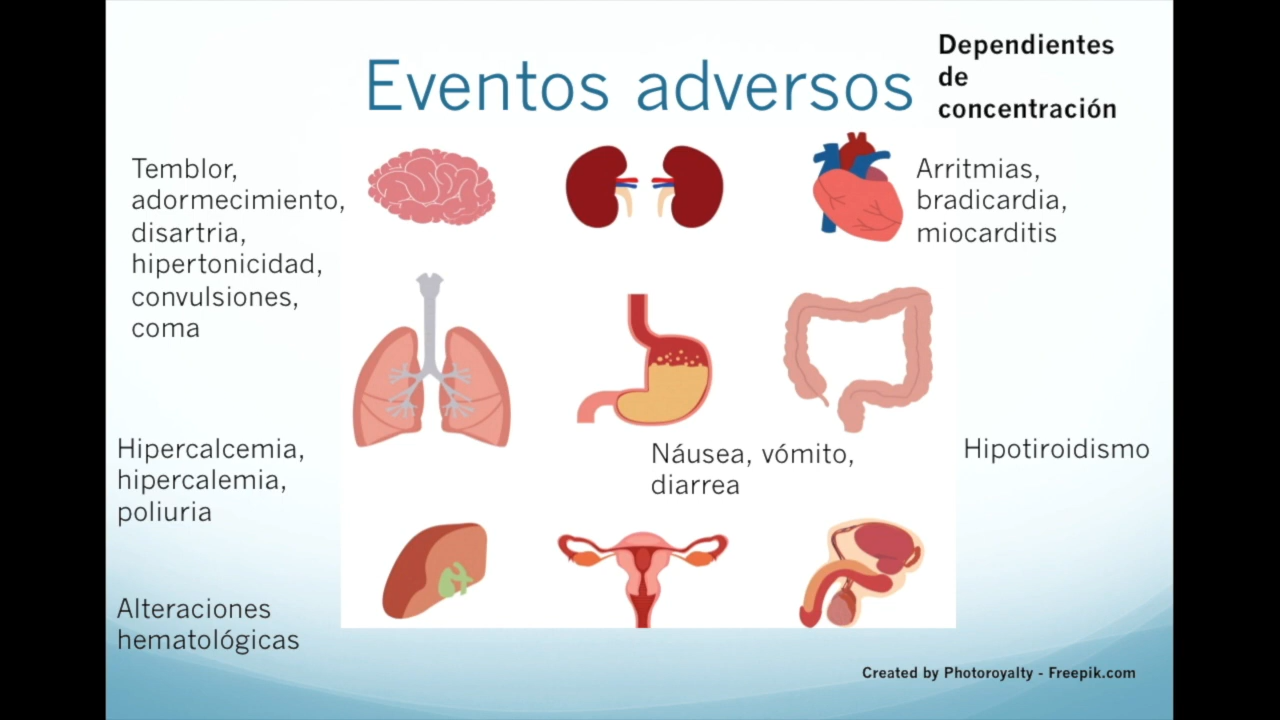 Eventos adversos
Dependientes
de
concentración
Temblor,
adormecimiento,
disartria,
hipertonicidad,
convulsiones,
coma
Arritmias,
bradicardia,
miocarditis
Hipercalcemia,
hipercalemia,
poliuria
Náusea, vómito,
diarrea
Hipotiroidismo
Alteraciones
hematológicas
Created by Photoroyalty - Freepik.com